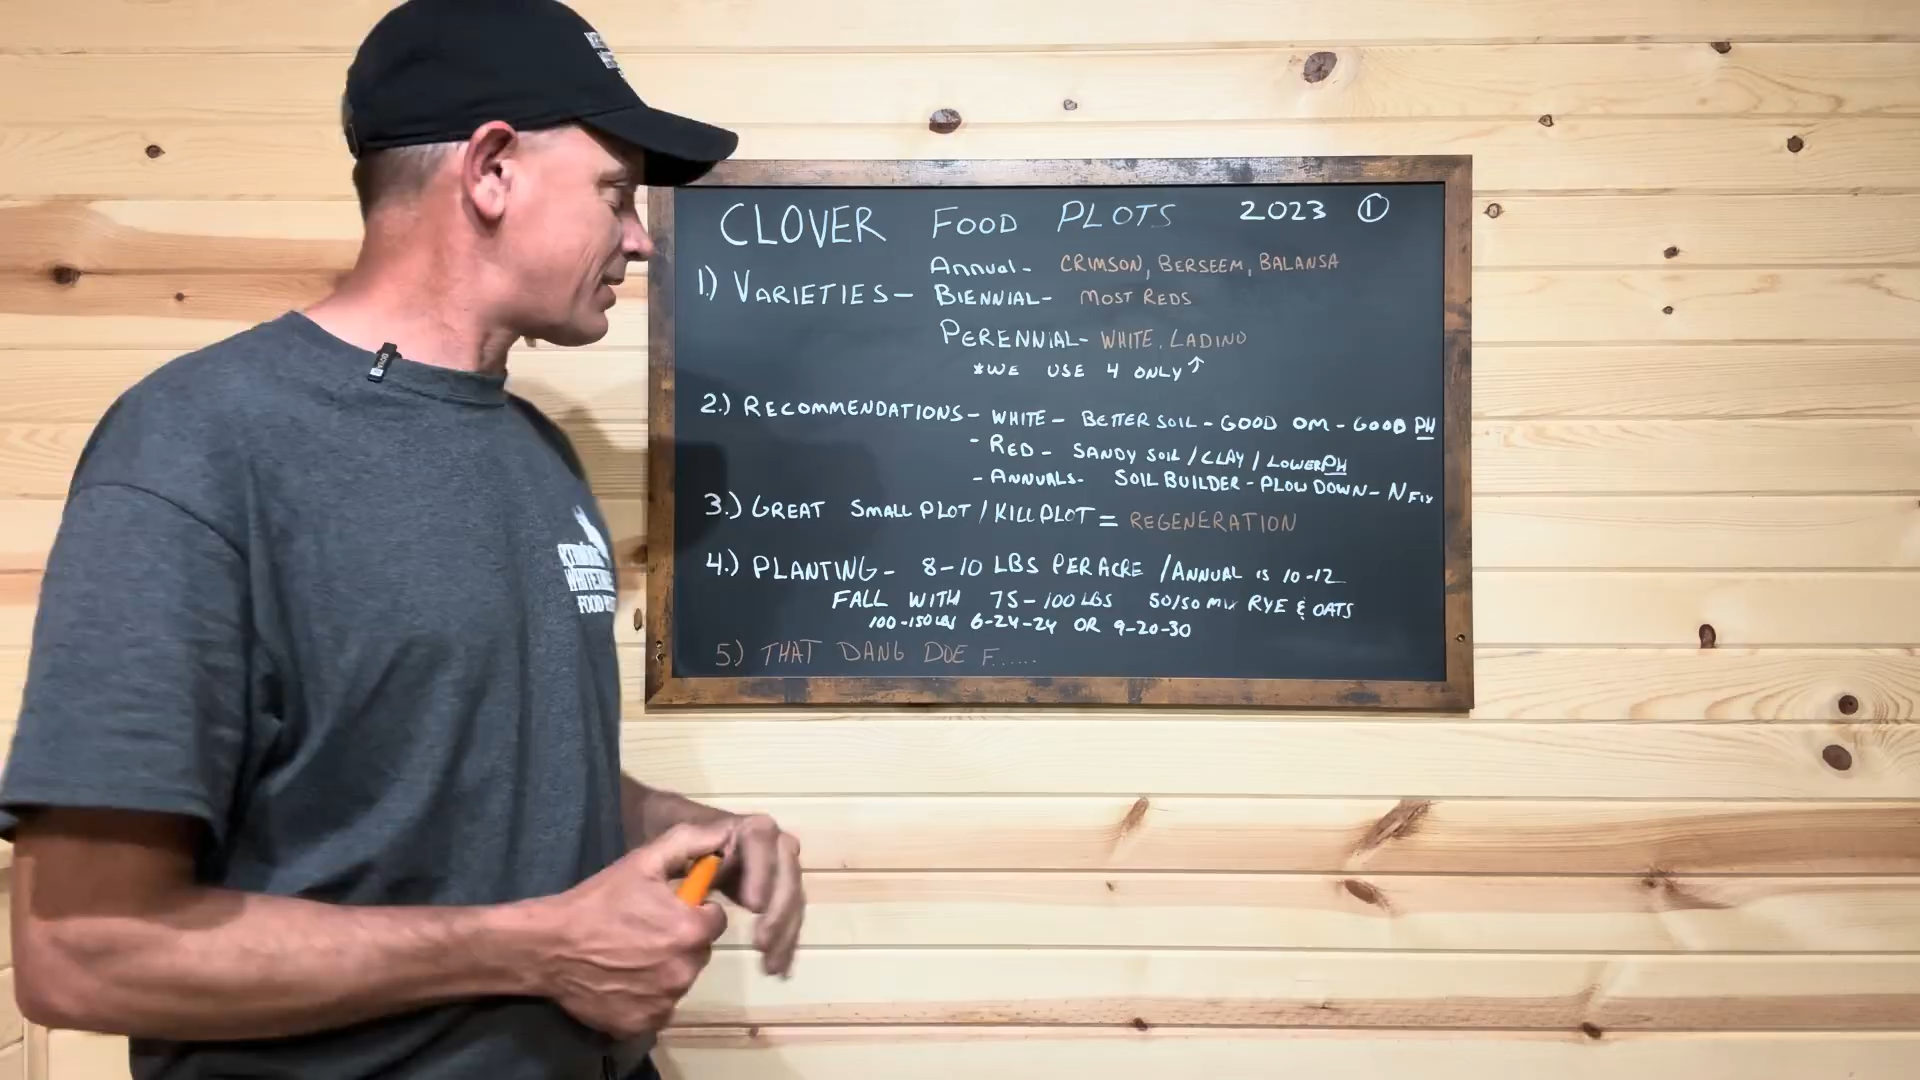 CLOVER FOOD PLOTS 2023 ①
Annual- CRIMSON, BERSEEM, BALANSA
1.) VARIETIES- BIENNIAL- MOST REDS
PERENNIAL- WHITE, LADINO
*WE USE 4 ONLY↑
2.) RECOMMENDATIONS- WHITE- BETTER SOIL-GOOD OM-GOOD PH
- RED- SANDY SOIL/CLAY/LOWER PH
- ANNUALS- SOIL BUILDER-PLOW DOWN-N FIX
3.) GREAT SMALL PLOT/KILL PLOT = REGENERATION
4.) PLANTING- 8-10 LBS PER ACRE /ANNUAL IS 10-12
FALL WITH 75-100 LBS 50/50 MIX RYE & OATS
100-150 LBS 6-24-24 OR 9-20-30
5.) THAT DANG DOE F......
FOOD